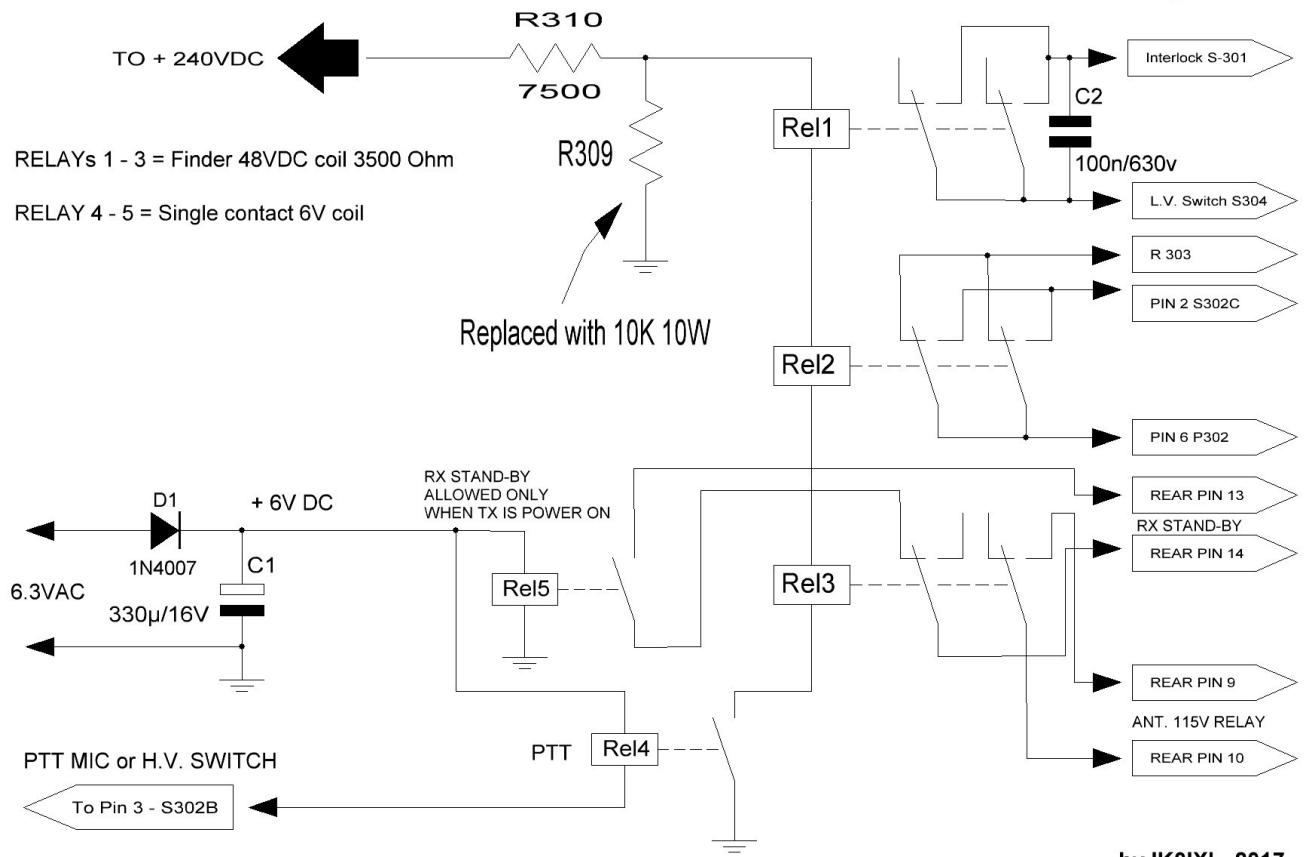 R310
TO + 240VDC
7500
Interlock S-301
C2
Rel1
RELAYs 1 - 3 = Finder 48VDC coil 3500 Ohm
R309
100n/630v
RELAY 4 - 5 = Single contact 6V coil
L.V. Switch S304
R 303
PIN 2 S302C
Replaced with 10K 10W
Rel2
PIN 6 P302
RX STAND-BY
ALLOWED ONLY
WHEN TX IS POWER ON
D1
+ 6V DC
REAR PIN 13
RX STAND-BY
REAR PIN 14
1N4007
C1
6.3VAC
330µ/16V
Rel5
Rel3
REAR PIN 9
ANT. 115V RELAY
PTT
Rel4
REAR PIN 10
PTT MIC or H.V. SWITCH
To Pin 3 - S302B